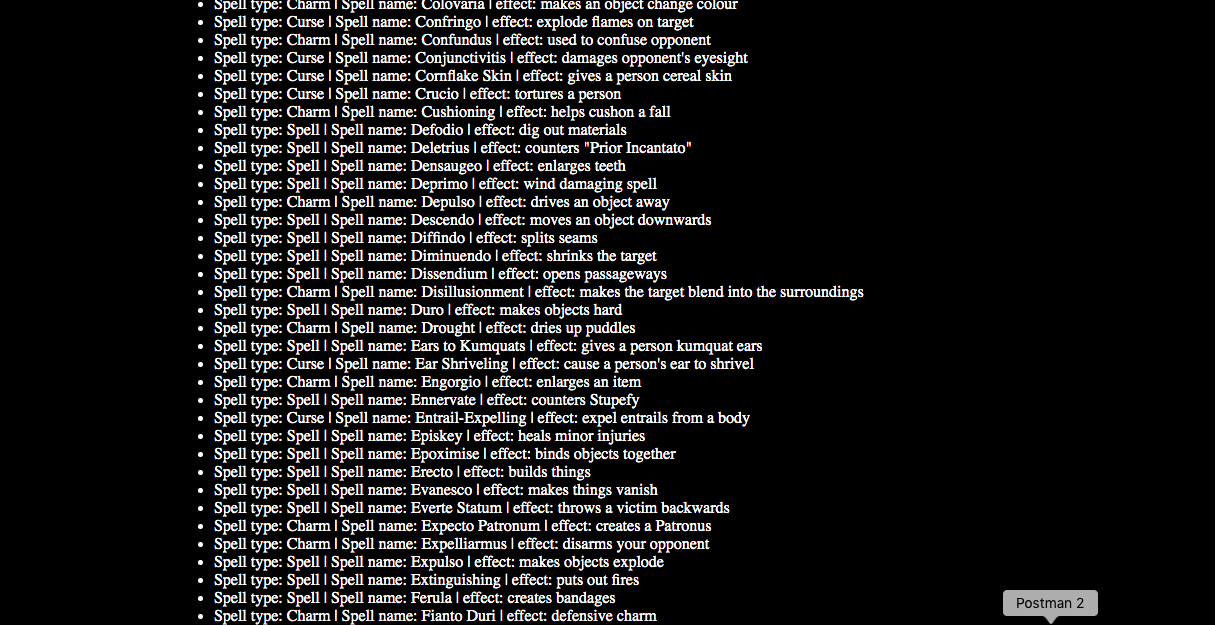 Spell type: Charm | Spell name: Colovaria | effect: makes an object change colour
Spell type: Curse | Spell name: Confringo | effect: explode flames on target
Spell type: Charm | Spell name: Confundus | effect: used to confuse opponent
Spell type: Curse | Spell name: Conjunctivitis | effect: damages opponent's eyesight
Spell type: Curse | Spell name: Cornflake Skin | effect: gives a person cereal skin
Spell type: Curse | Spell name: Crucio | effect: tortures a person
Spell type: Charm | Spell name: Cushioning | effect: helps cushon a fall
Spell type: Spell | Spell name: Defodio | effect: dig out materials
Spell type: Spell | Spell name: Deletrius | effect: counters "Prior Incantato"
Spell type: Spell | Spell name: Densaugeo | effect: enlarges teeth
Spell type: Spell | Spell name: Deprimo | effect: wind damaging spell
Spell type: Charm | Spell name: Depulso | effect: drives an object away
Spell type: Spell | Spell name: Descendo | effect: moves an object downwards
Spell type: Spell | Spell name: Diffindo | effect: splits seams
Spell type: Spell | Spell name: Diminuendo | effect: shrinks the target
Spell type: Spell | Spell name: Dissendium | effect: opens passageways
Spell type: Charm | Spell name: Disillusionment | effect: makes the target blend into the surroundings
Spell type: Spell | Spell name: Duro | effect: makes objects hard
Spell type: Charm | Spell name: Drought | effect: dries up puddles
Spell type: Spell | Spell name: Ears to Kumquats | effect: gives a person kumquat ears
Spell type: Curse | Spell name: Ear Shriveling | effect: cause a person's ear to shrivel
Spell type: Charm | Spell name: Engorgio | effect: enlarges an item
Spell type: Spell | Spell name: Ennervate | effect: counters Stupefy
Spell type: Curse | Spell name: Entrail-Expelling | effect: expel entrails from a body
Spell type: Spell | Spell name: Episkey | effect: heals minor injuries
Spell type: Spell | Spell name: Epoximise | effect: binds objects together
Spell type: Spell | Spell name: Erecto | effect: builds things
Spell type: Spell | Spell name: Evanesco | effect: makes things vanish
Spell type: Spell | Spell name: Everte Statum | effect: throws a victim backwards
Spell type: Charm | Spell name: Expecto Patronum | effect: creates a Patronus
Spell type: Charm | Spell name: Expelliarmus | effect: disarms your opponent
Spell type: Spell | Spell name: Expulso | effect: makes objects explode
Spell type: Spell | Spell name: Extinguishing | effect: puts out fires
Spell type: Spell | Spell name: Ferula | effect: creates bandages
Spell type: Charm | Spell name: Fianto Duri | effect: defensive charm
Postman 2